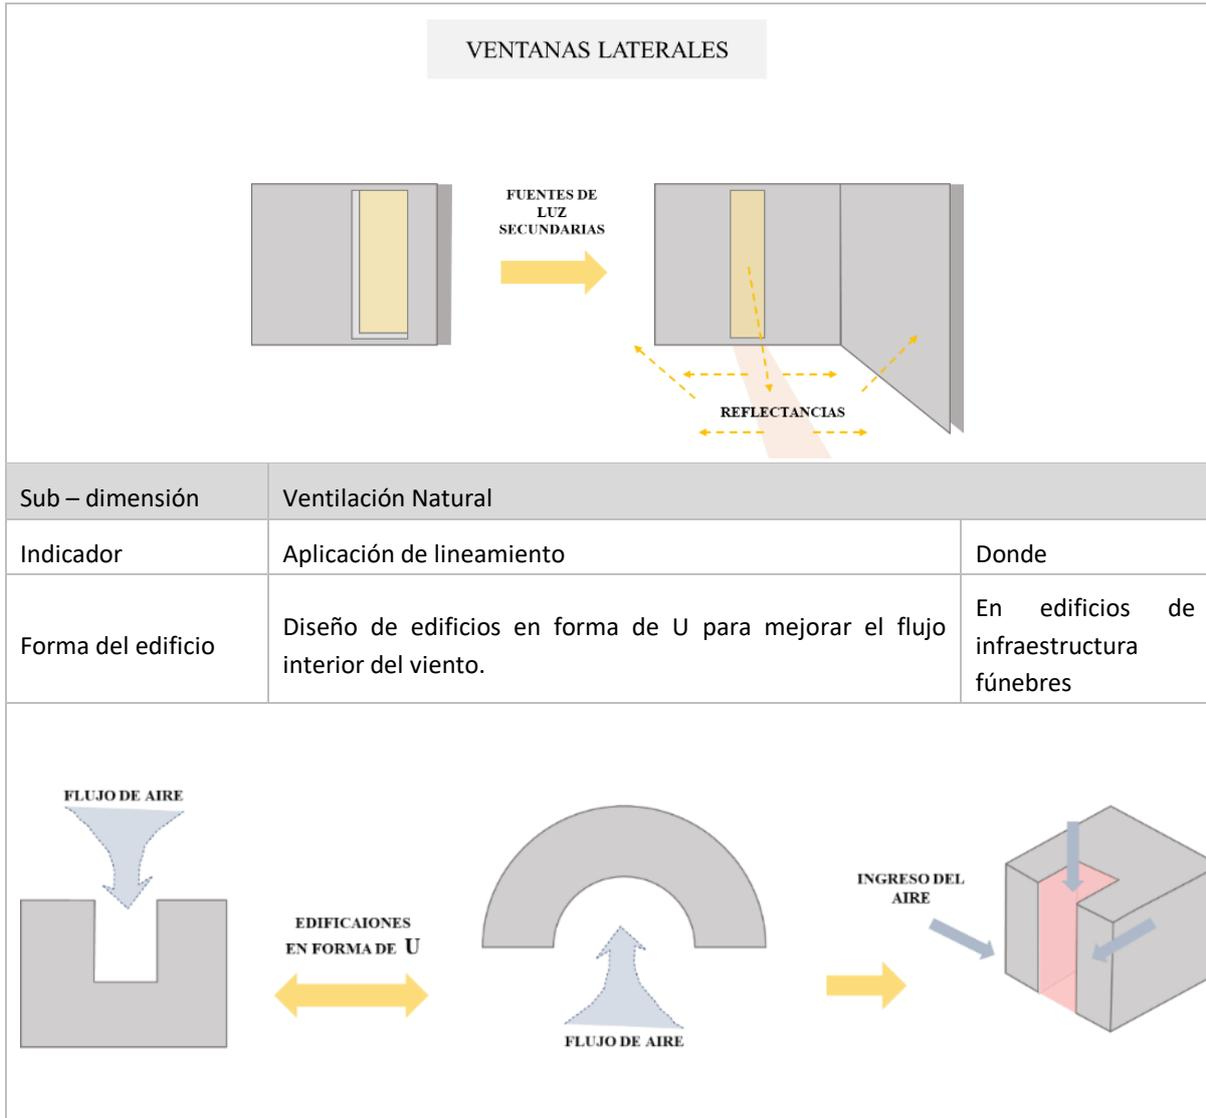 VENTANAS LATERALES
FUENTES DE
LUZ
SECUNDARIAS
REFLECTANCIAS
Sub – dimensión
Ventilación Natural
Indicador
Aplicación de lineamiento
Donde
Forma del edificio
Diseño de edificios en forma de U para mejorar el flujo
interior del viento.
En edificios de
infraestructura
fúnebres
FLUJO DE AIRE
EDIFICAIONES
EN FORMA DE U
FLUJO DE AIRE
INGRESO DEL
AIRE